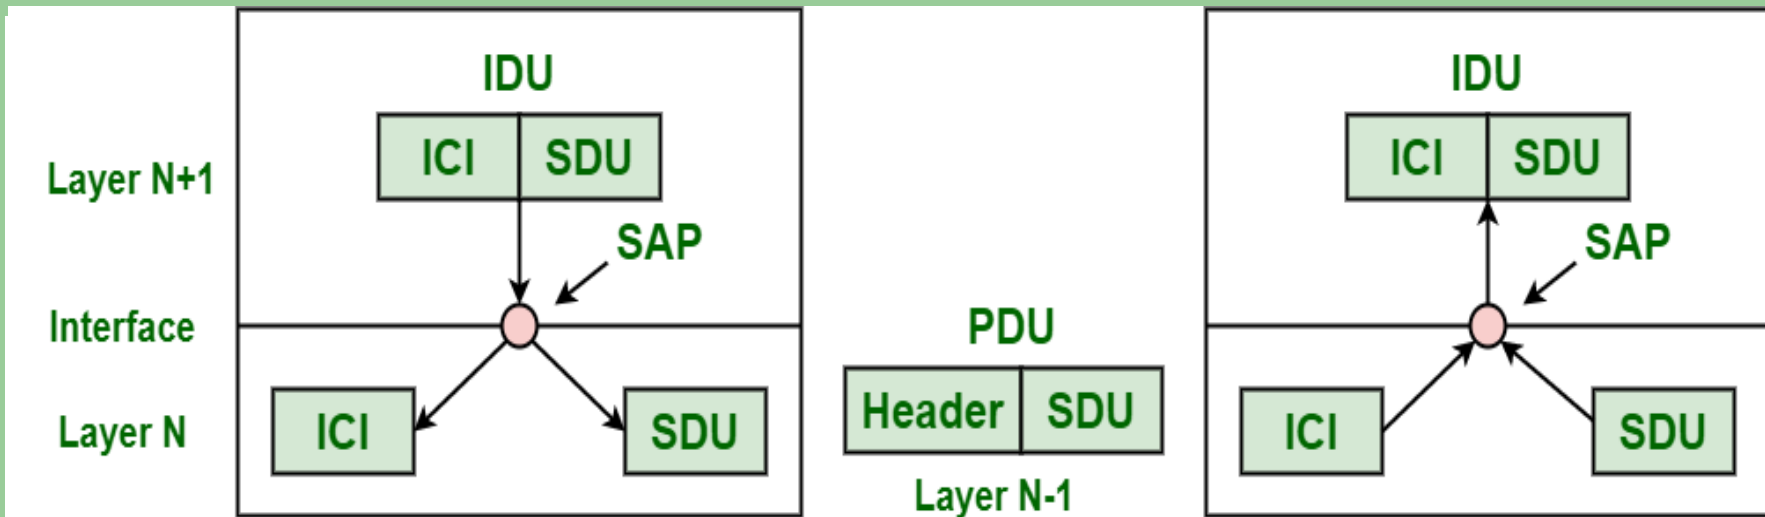 IDU
IDU
ICI SDU
ICI SDU
Layer N+1
SAP
SAP
Interface
PDU
Header SDU
ICI SDU
ICI SDU
Layer N
Layer N-1